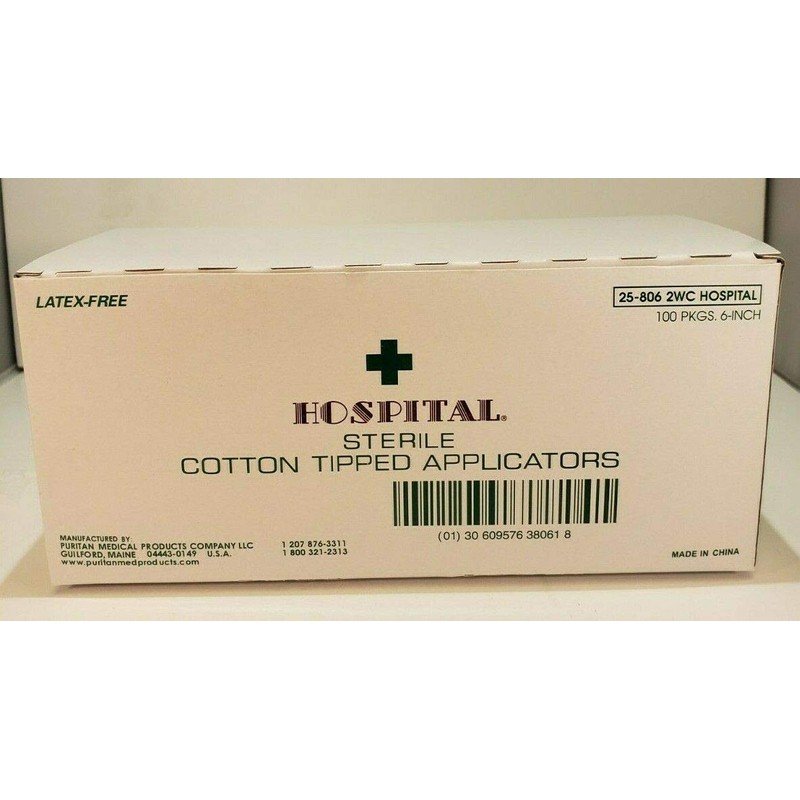 LATEX-FREE
25-806 2WC HOSPITAL
100 PKGS. 6-INCH
HOSPITAL®
STERILE
COTTON TIPPED APPLICATORS
(01) 30 609576 38061 8
MANUFACTURED BY:
PURITAN MEDICAL PRODUCTS COMPANY LLC
GUILFORD, MAINE 04443-0149 U.S.A.
www.puritanmedproducts.com
1 207 876-3311
1 800 321-2313
MADE IN CHINA